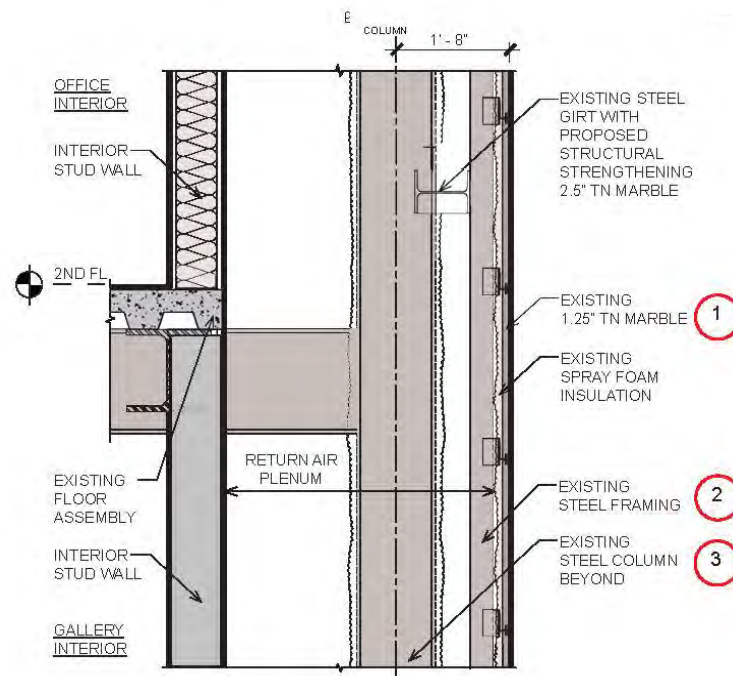 ℄
COLUMN
1' - 8"
OFFICE
INTERIOR
INTERIOR
STUD WALL
2ND FL
EXISTING
FLOOR
ASSEMBLY
INTERIOR
STUD WALL
GALLERY
INTERIOR
RETURN AIR
PLENUM
EXISTING STEEL
GIRT WITH
PROPOSED
STRUCTURAL
STRENGTHENING
2.5" TN MARBLE
EXISTING
1.25" TN MARBLE
1
EXISTING
SPRAY FOAM
INSULATION
EXISTING
STEEL FRAMING
2
EXISTING
STEEL COLUMN
BEYOND
3